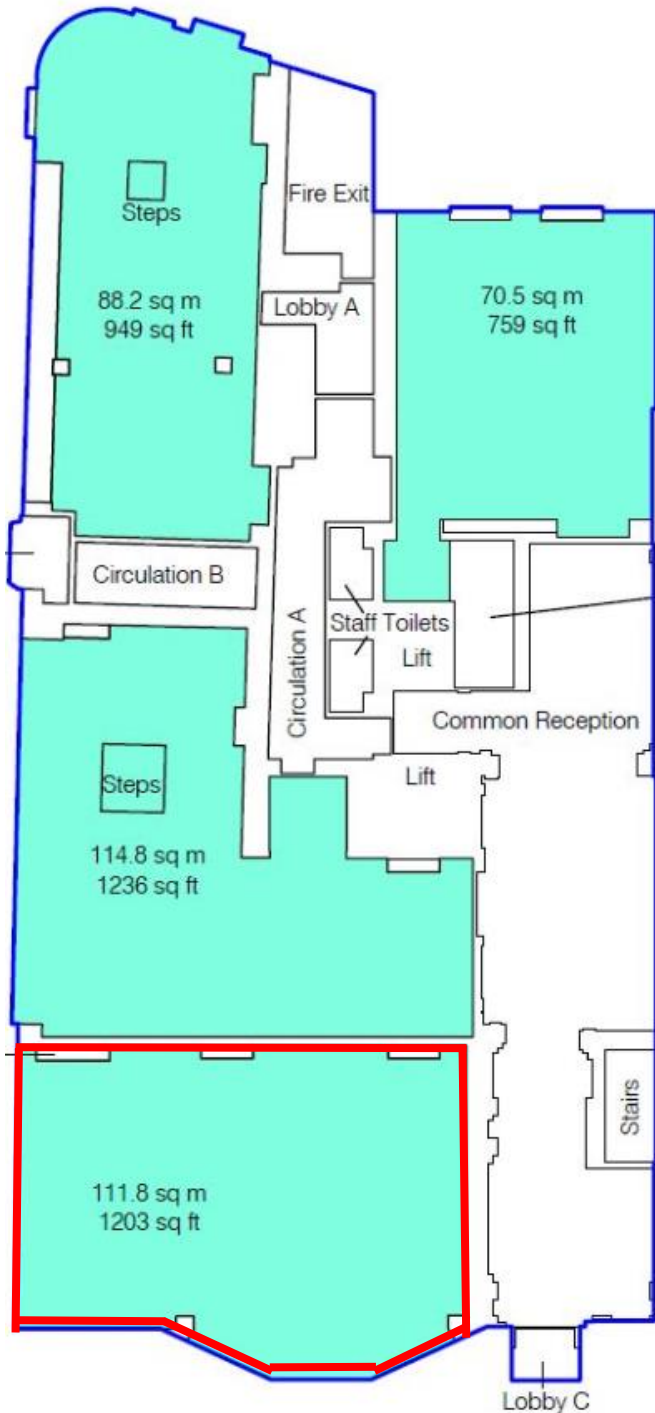 Fire Exit
Steps
88.2 sq m
949 sq ft
Lobby A
70.5 sq m
759 sq ft
Circulation B
Circulation A
Staff Toilets
Lift
Common Reception
Lift
Steps
114.8 sq m
1236 sq ft
Stairs
111.8 sq m
1203 sq ft
Lobby C